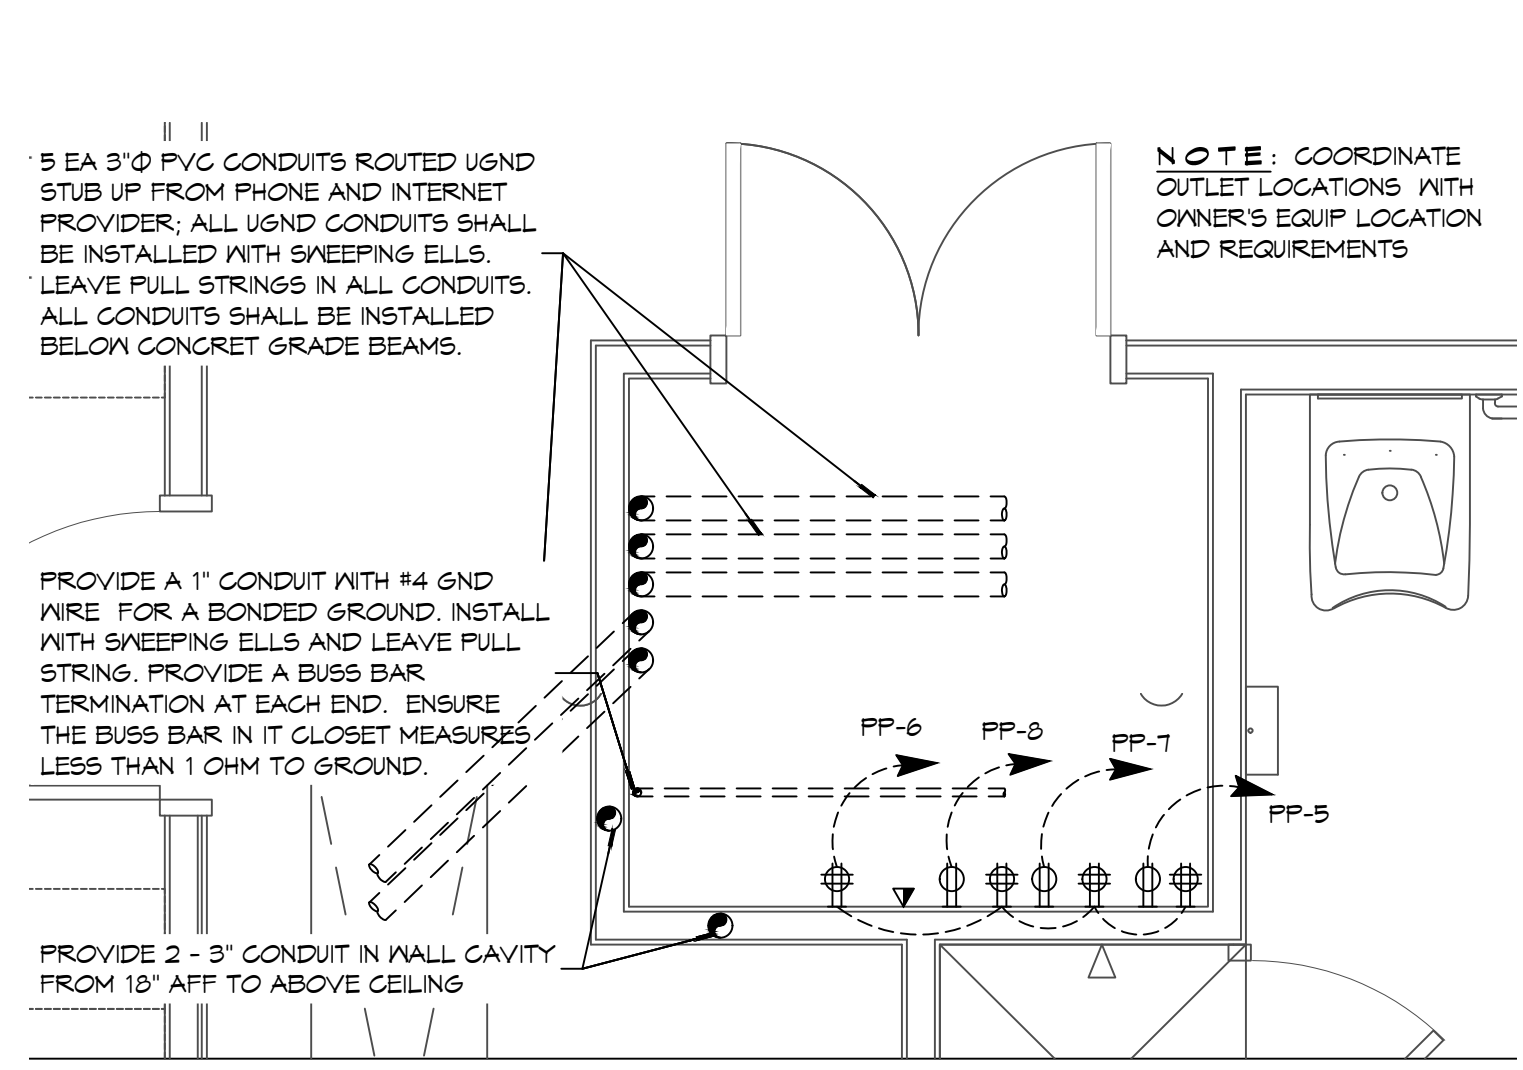 5 EA 3"Φ PVC CONDUITS ROUTED UGND
STUB UP FROM PHONE AND INTERNET
PROVIDER; ALL UGND CONDUITS SHALL
BE INSTALLED WITH SWEEPING ELLS.
LEAVE PULL STRINGS IN ALL CONDUITS.
ALL CONDUITS SHALL BE INSTALLED
BELOW CONCRET GRADE BEAMS.
NOTE: COORDINATE
OUTLET LOCATIONS WITH
OWNER'S EQUIP LOCATION
AND REQUIREMENTS
PROVIDE A 1" CONDUIT WITH #4 GND
WIRE FOR A BONDED GROUND. INSTALL
WITH SWEEPING ELLS AND LEAVE PULL
STRING. PROVIDE A BUSS BAR
TERMINATION AT EACH END. ENSURE
THE BUSS BAR IN IT CLOSET MEASURES
LESS THAN 1 OHM TO GROUND.
PP-6
PP-8
PP-7
PP-5
PROVIDE 2 - 3" CONDUIT IN WALL CAVITY
FROM 18" AFF TO ABOVE CEILING